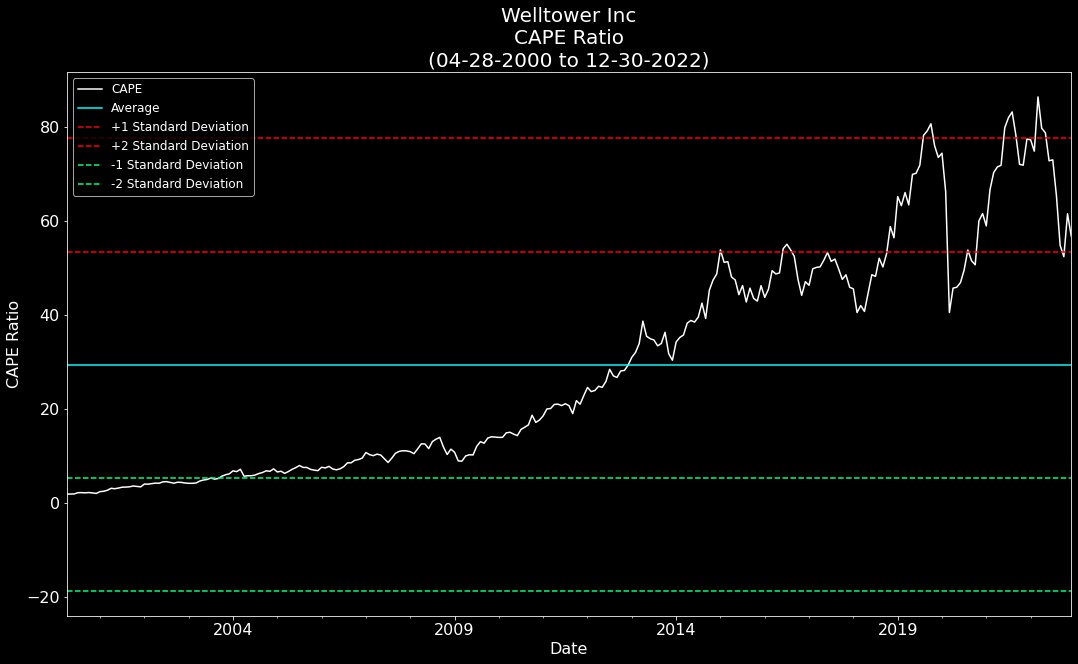 Welltower Inc
CAPE Ratio
(04-28-2000 to 12-30-2022)
CAPE
Average
+1 Standard Deviation
+2 Standard Deviation
-1 Standard Deviation
-2 Standard Deviation
80
60
40
20
0
−20
CAPE Ratio
2004 2009 2014 2019
Date